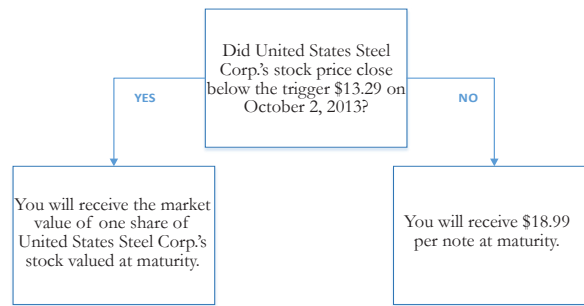 Did United States Steel
Corp.'s stock price close
below the trigger $13.29 on
October 2, 2013?
YES
NO
You will receive the market
value of one share of
United States Steel Corp.'s
stock valued at maturity.
You will receive $18.99
per note at maturity.